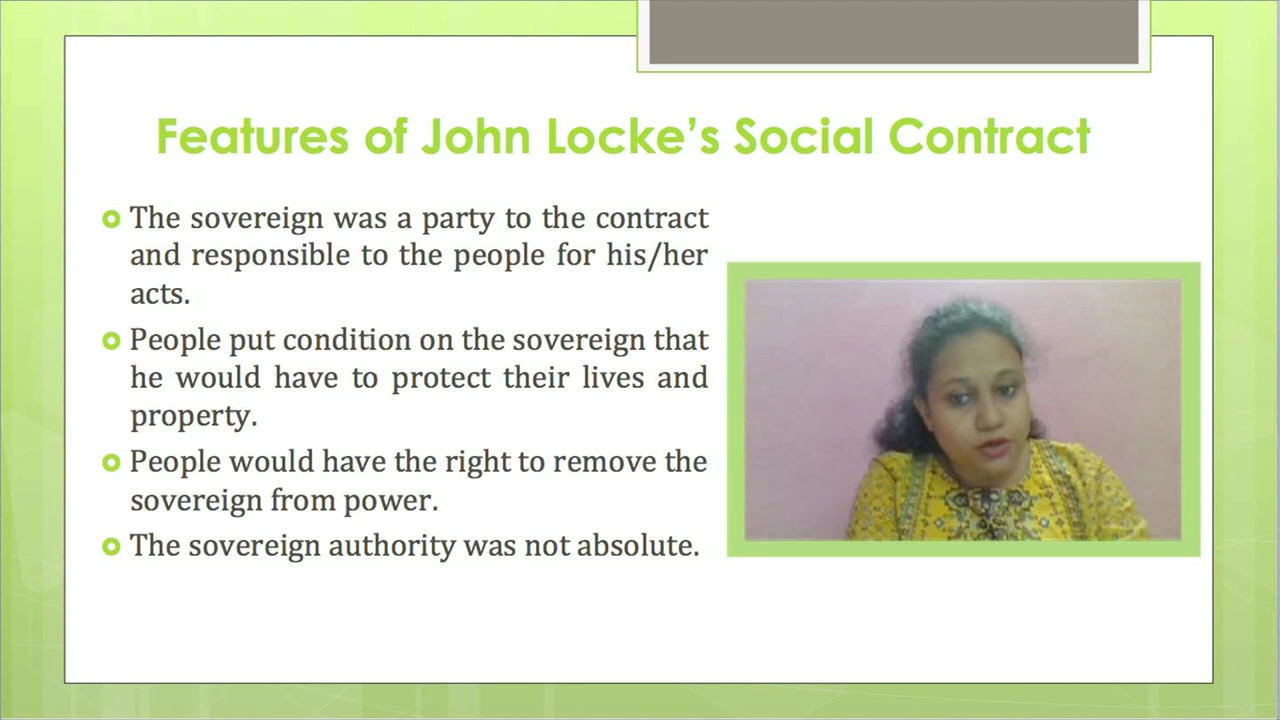 Features of John Locke’s Social Contract
The sovereign was a party to the contract
and responsible to the people for his/her
acts.
People put condition on the sovereign that
he would have to protect their lives and
property.
People would have the right to remove the
sovereign from power.
The sovereign authority was not absolute.